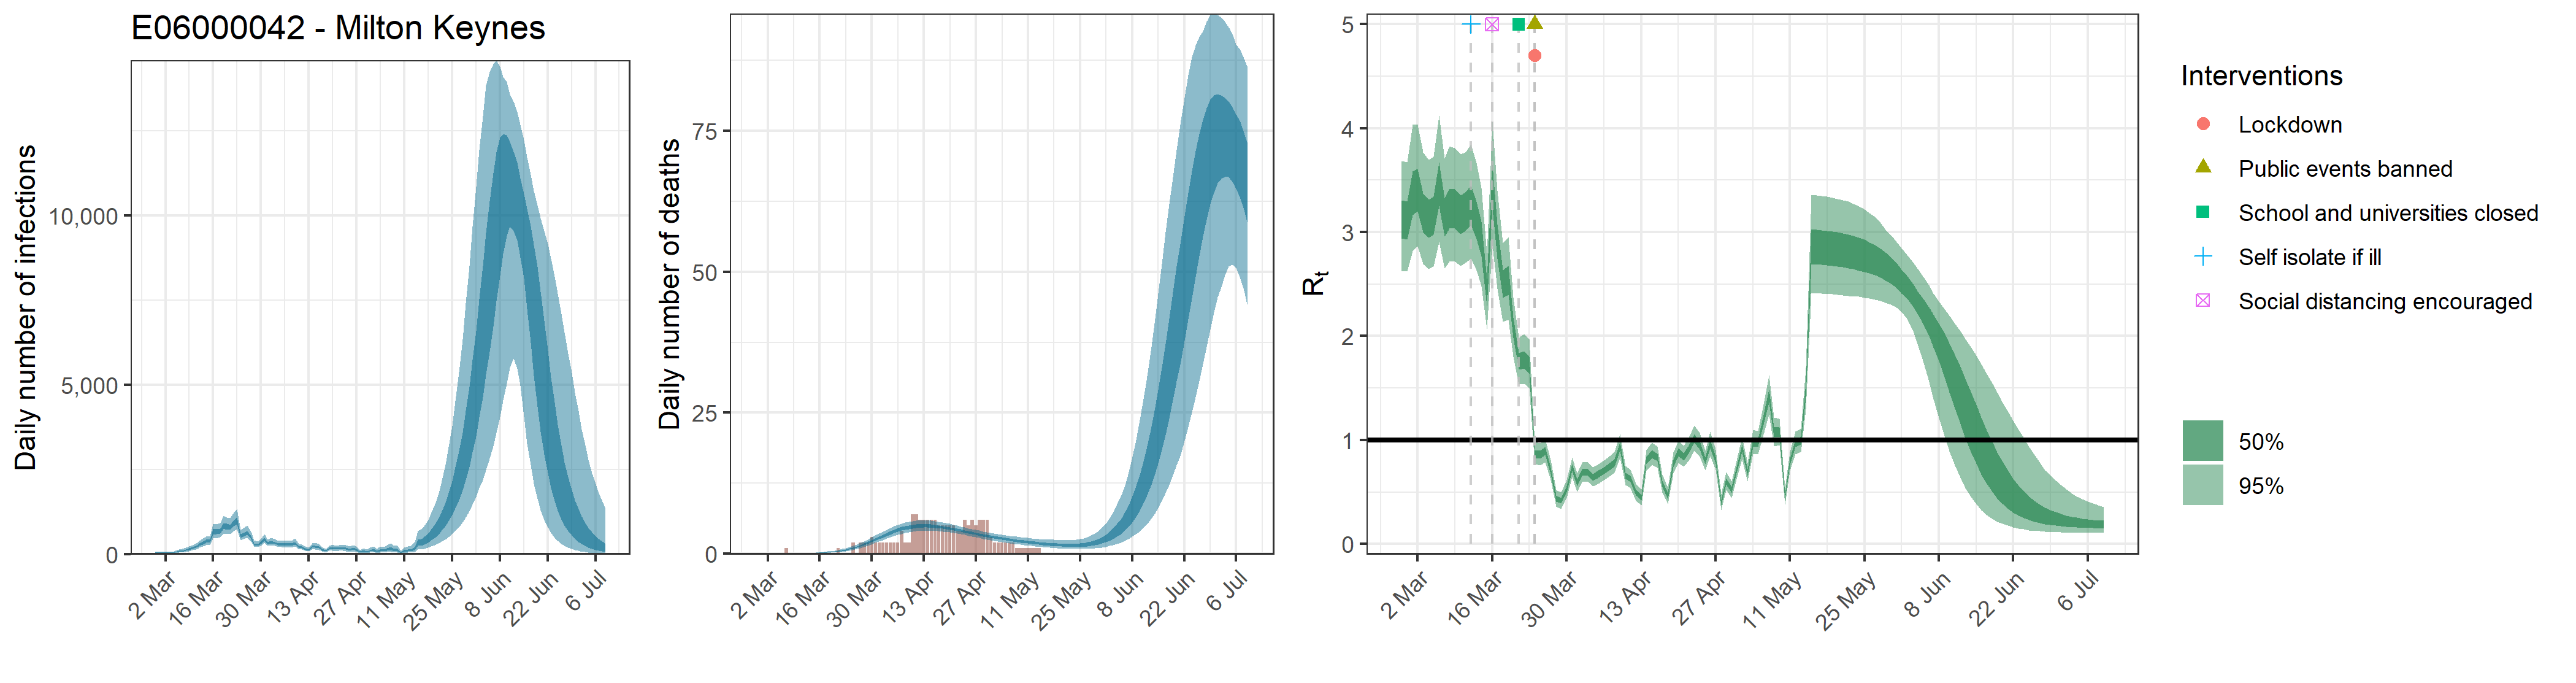 E06000042 - Milton Keynes
Daily number of infections
10,000
5,000
0
2 Mar
16 Mar
30 Mar
13 Apr
27 Apr
11 May
25 May
8 Jun
22 Jun
6 Jul
Daily number of deaths
75
50
25
0
2 Mar
16 Mar
30 Mar
13 Apr
27 Apr
11 May
25 May
8 Jun
22 Jun
6 Jul
Rt
5
4
3
2
1
0
2 Mar
16 Mar
30 Mar
13 Apr
27 Apr
11 May
25 May
8 Jun
22 Jun
6 Jul
Interventions
Lockdown
Public events banned
School and universities closed
Self isolate if ill
Social distancing encouraged
50%
95%